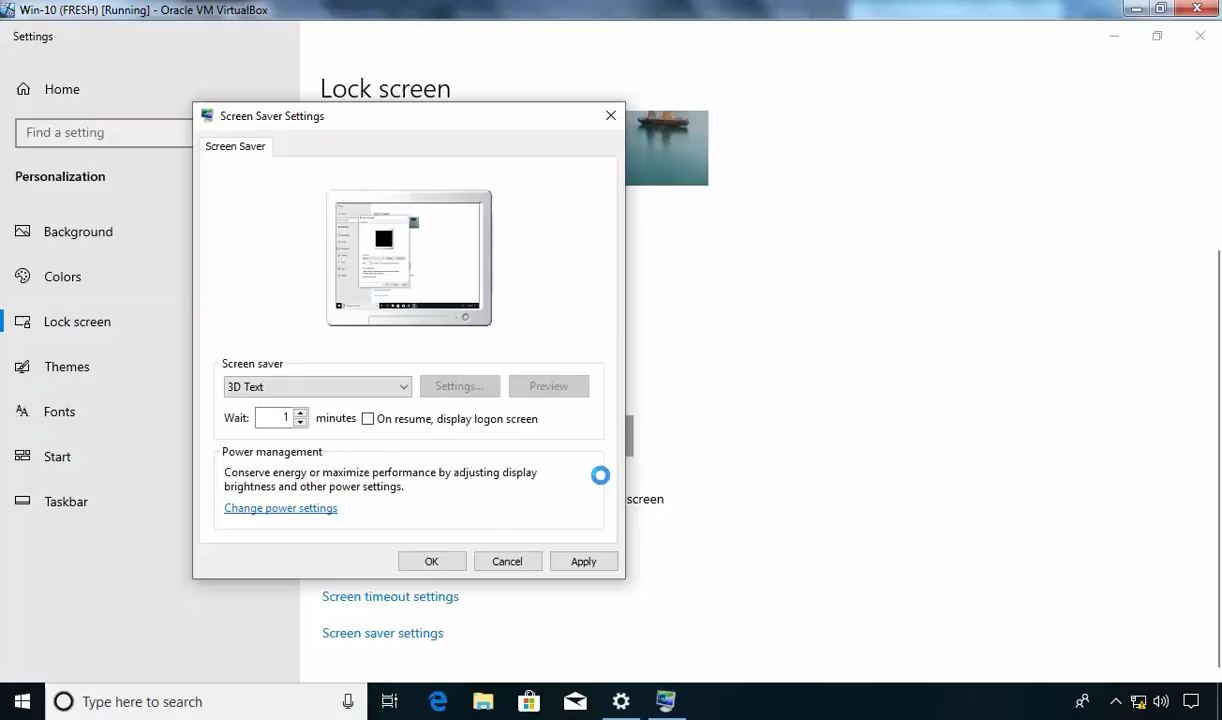 Win-10 (FRESH) [Running] - Oracle VM VirtualBox
Settings
Home
Find a setting
Personalization
Background
Colors
Lock screen
Themes
Fonts
Start
Taskbar
Lock screen
Screen Saver Settings
Screen Saver
Screen saver
3D Text
Settings...
Preview
Wait: 1 minutes On resume, display logon screen
Power management
Conserve energy or maximize performance by adjusting display
brightness and other power settings.
Change power settings
OK Cancel Apply
screen
Screen timeout settings
Screen saver settings
Type here to search